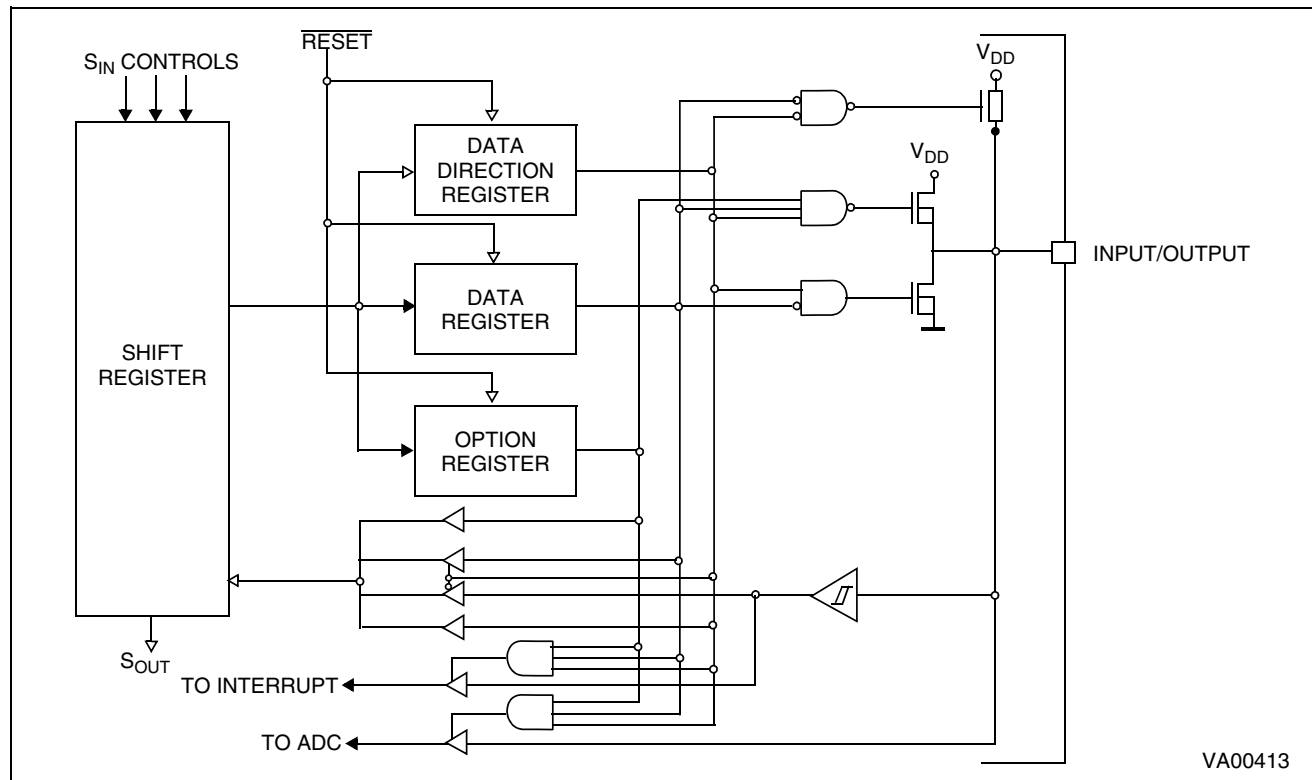 RESET
S_IN CONTROLS
V_DD
DATA
DIRECTION
REGISTER
V_DD
INPUT/OUTPUT
DATA
REGISTER
SHIFT
REGISTER
OPTION
REGISTER
S_OUT
TO INTERRUPT
TO ADC
VA00413